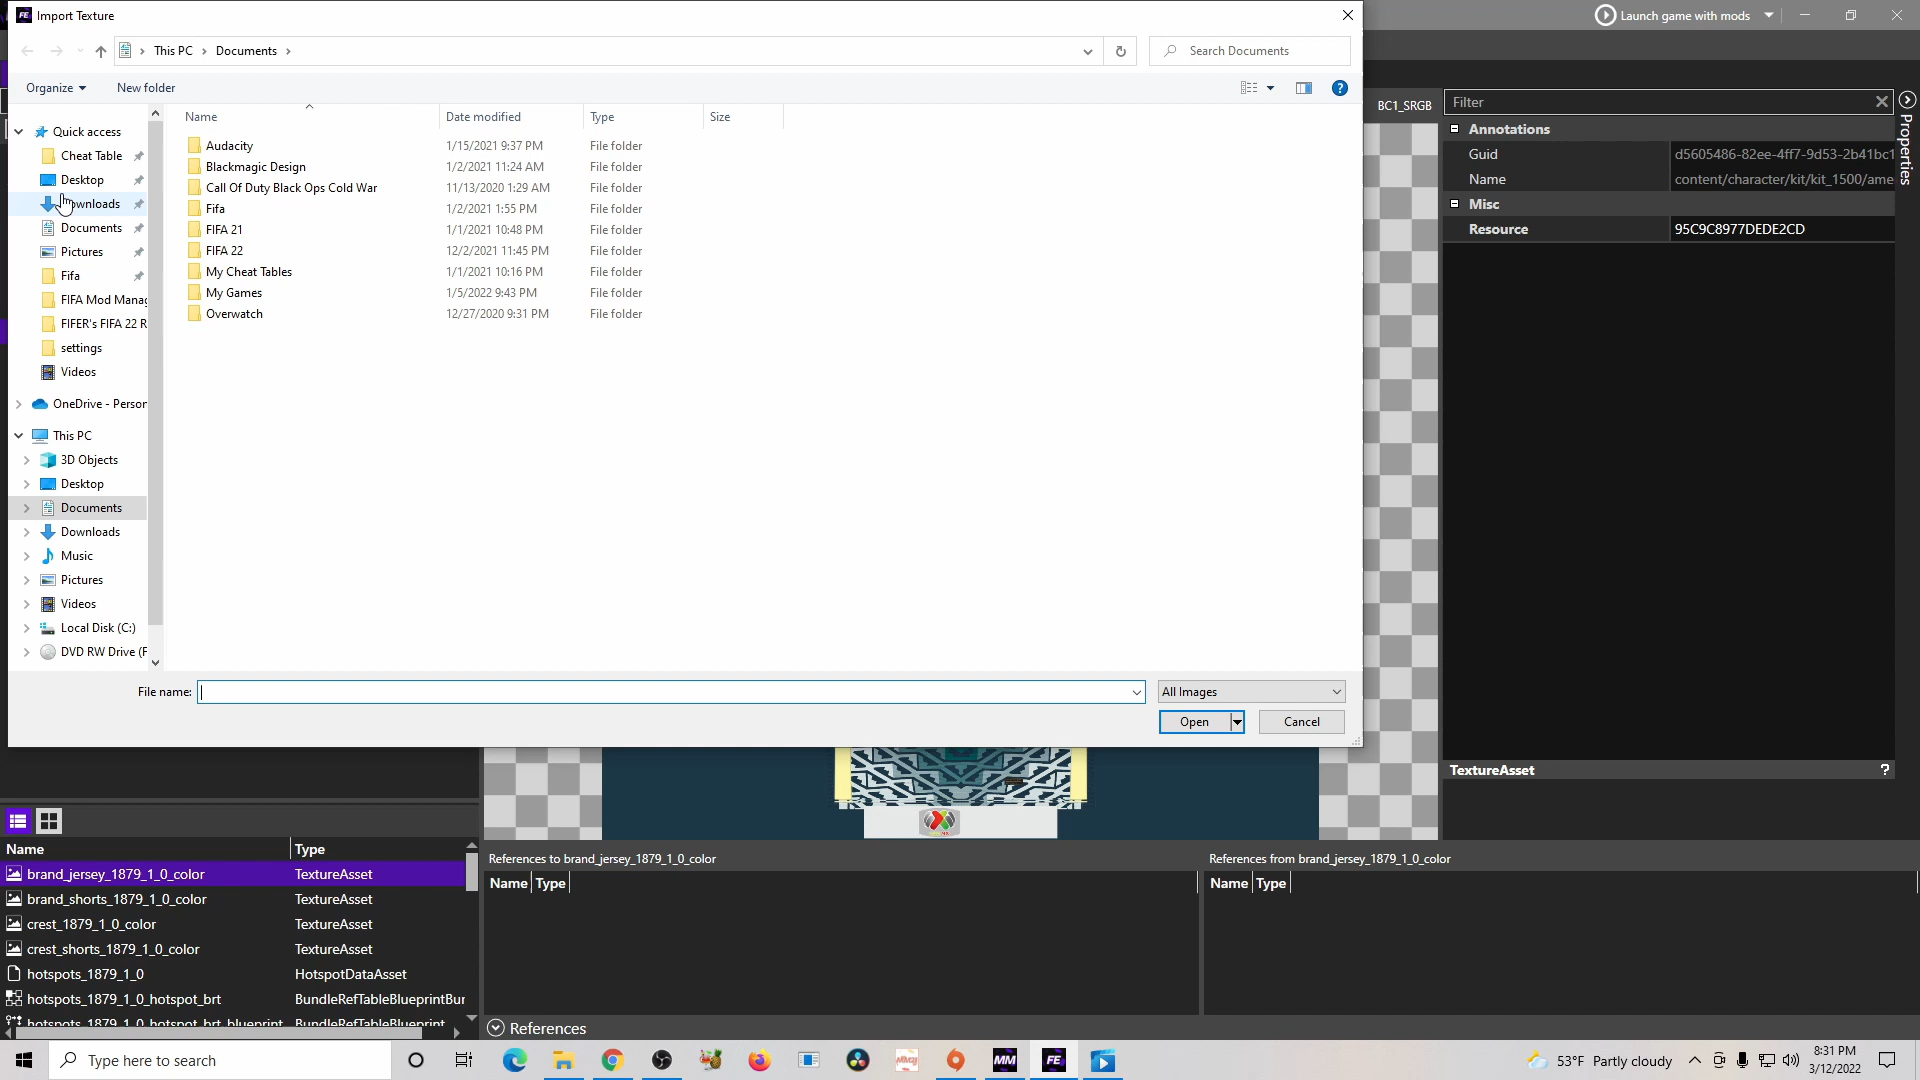 FE Import Texture
Launch game with mods
This PC
Documents
Search Documents
Organize
New folder
BC1_SRGB
Filter
Properties
Name
Date modified
Type
Size
Quick access
Cheat Table
Desktop
Downloads
Documents
Pictures
Fifa
FIFA Mod Manag
FIFER's FIFA 22 R
settings
Videos
OneDrive - Person
This PC
3D Objects
Desktop
Documents
Downloads
Music
Pictures
Videos
Local Disk (C:)
DVD RW Drive (F
Audacity 1/15/2021 9:37 PM File folder
Blackmagic Design 1/2/2021 11:24 AM File folder
Call Of Duty Black Ops Cold War 11/13/2020 1:29 AM File folder
Fifa 1/2/2021 1:55 PM File folder
FIFA 21 1/1/2021 10:48 PM File folder
FIFA 22 12/2/2021 11:45 PM File folder
My Cheat Tables 1/1/2021 10:16 PM File folder
My Games 1/5/2022 9:43 PM File folder
Overwatch 12/27/2020 9:31 PM File folder
File name:
All Images
Open
Cancel
Annotations
Guid d5605486-82ee-4ff7-9d53-2b41bc1
Name content/character/kit/kit_1500/ame
Misc
Resource 95C9C8977DEDE2CD
TextureAsset ?
Name Type
brand_jersey_1879_1_0_color TextureAsset
brand_shorts_1879_1_0_color TextureAsset
crest_1879_1_0_color TextureAsset
crest_shorts_1879_1_0_color TextureAsset
hotspots_1879_1_0 HotspotDataAsset
hotspots_1879_1_0_hotspot_brt BundleRefTableBlueprintBun
hotspots_1879_1_0_hotspot_brt_blueprint BundleRefTableBlueprint
References to brand_jersey_1879_1_0_color
Name Type
References from brand_jersey_1879_1_0_color
Name Type
References
Type here to search
MM
FE
53°F Partly cloudy
8:31 PM
3/12/2022